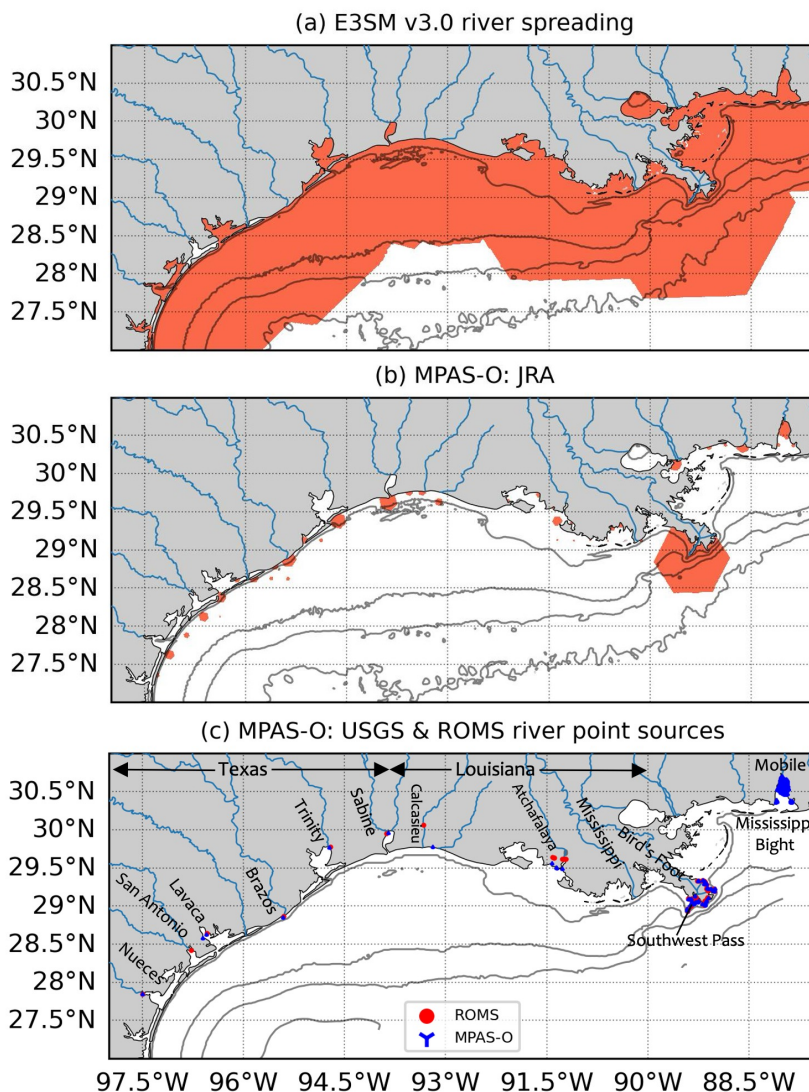 (a) E3SM v3.0 river spreading
30.5°N
30°N
29.5°N
29°N
28.5°N
28°N
27.5°N
(b) MPAS-O: JRA
30.5°N
30°N
29.5°N
29°N
28.5°N
28°N
27.5°N
(c) MPAS-O: USGS & ROMS river point sources
Texas
Louisiana
Mobile
30.5°N
30°N
29.5°N
29°N
28.5°N
28°N
27.5°N
Trinity
Sabine
Calcasieu
Atchafalaya
Mississippi
Bird's Foot
Mississipp
Bight
San Antonio
Lavaca
Brazos
Nueces
Southwest Pass
ROMS
MPAS-O
97.5°W 96°W 94.5°W 93°W 91.5°W 90°W 88.5°W